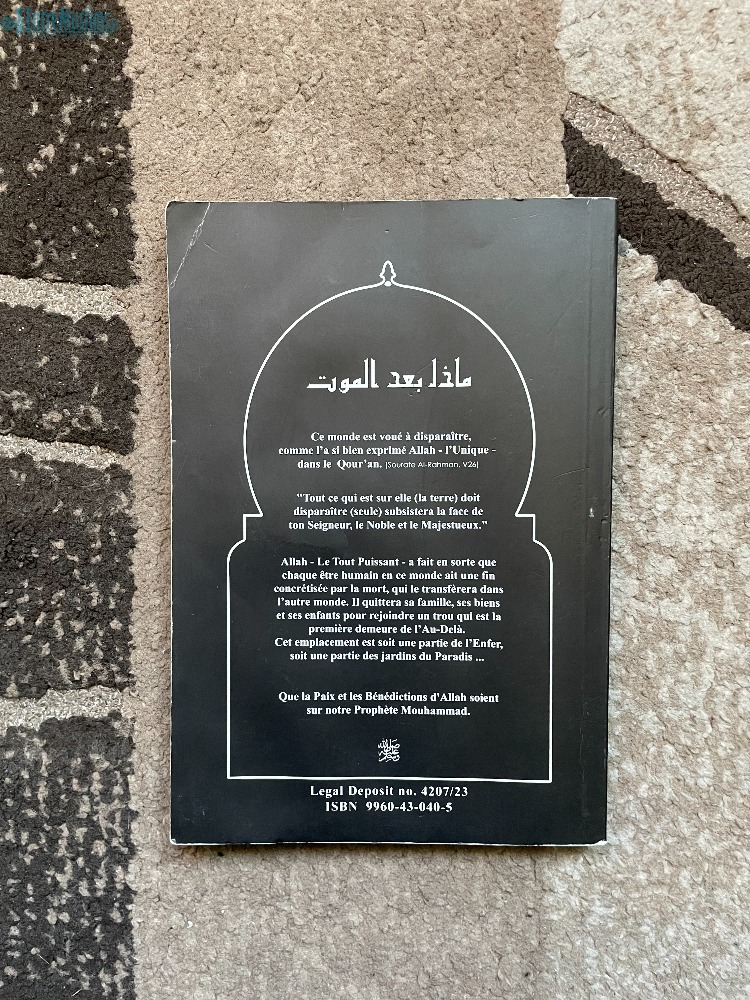 ماذا بعد الموت
Ce monde est voué à disparaître,
comme l'a si bien exprimé Allah - l'Unique -
dans le Qour'an. (Sourate Al-Rahman, V26)
"Tout ce qui est sur elle (la terre) doit
disparaître (seule) subsistera la face de
ton Seigneur, le Noble et le Majestueux."
Allah - Le Tout Puissant - a fait en sorte que
chaque être humain en ce monde ait une fin
concrétisée par la mort, qui le transfèrera dans
l'autre monde. Il quittera sa famille, ses biens
et ses enfants pour rejoindre un trou qui est la
première demeure de l'Au-Delà.
Cet emplacement est soit une partie de l'Enfer,
soit une partie des jardins du Paradis ...
Que la Paix et les Bénédictions d'Allah soient
sur notre Prophète Mouhammad.
صلى الله عليه وسلم
Legal Deposit no. 4207/23
ISBN 9960-43-040-5